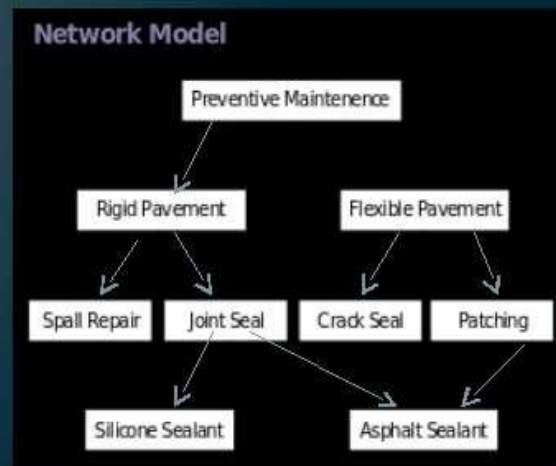 Network Model
Preventive Maintenence
Rigid Pavement
Flexible Pavement
Spall Repair
Joint Seal
Crack Seal
Patching
Silicone Sealant
Asphalt Sealant